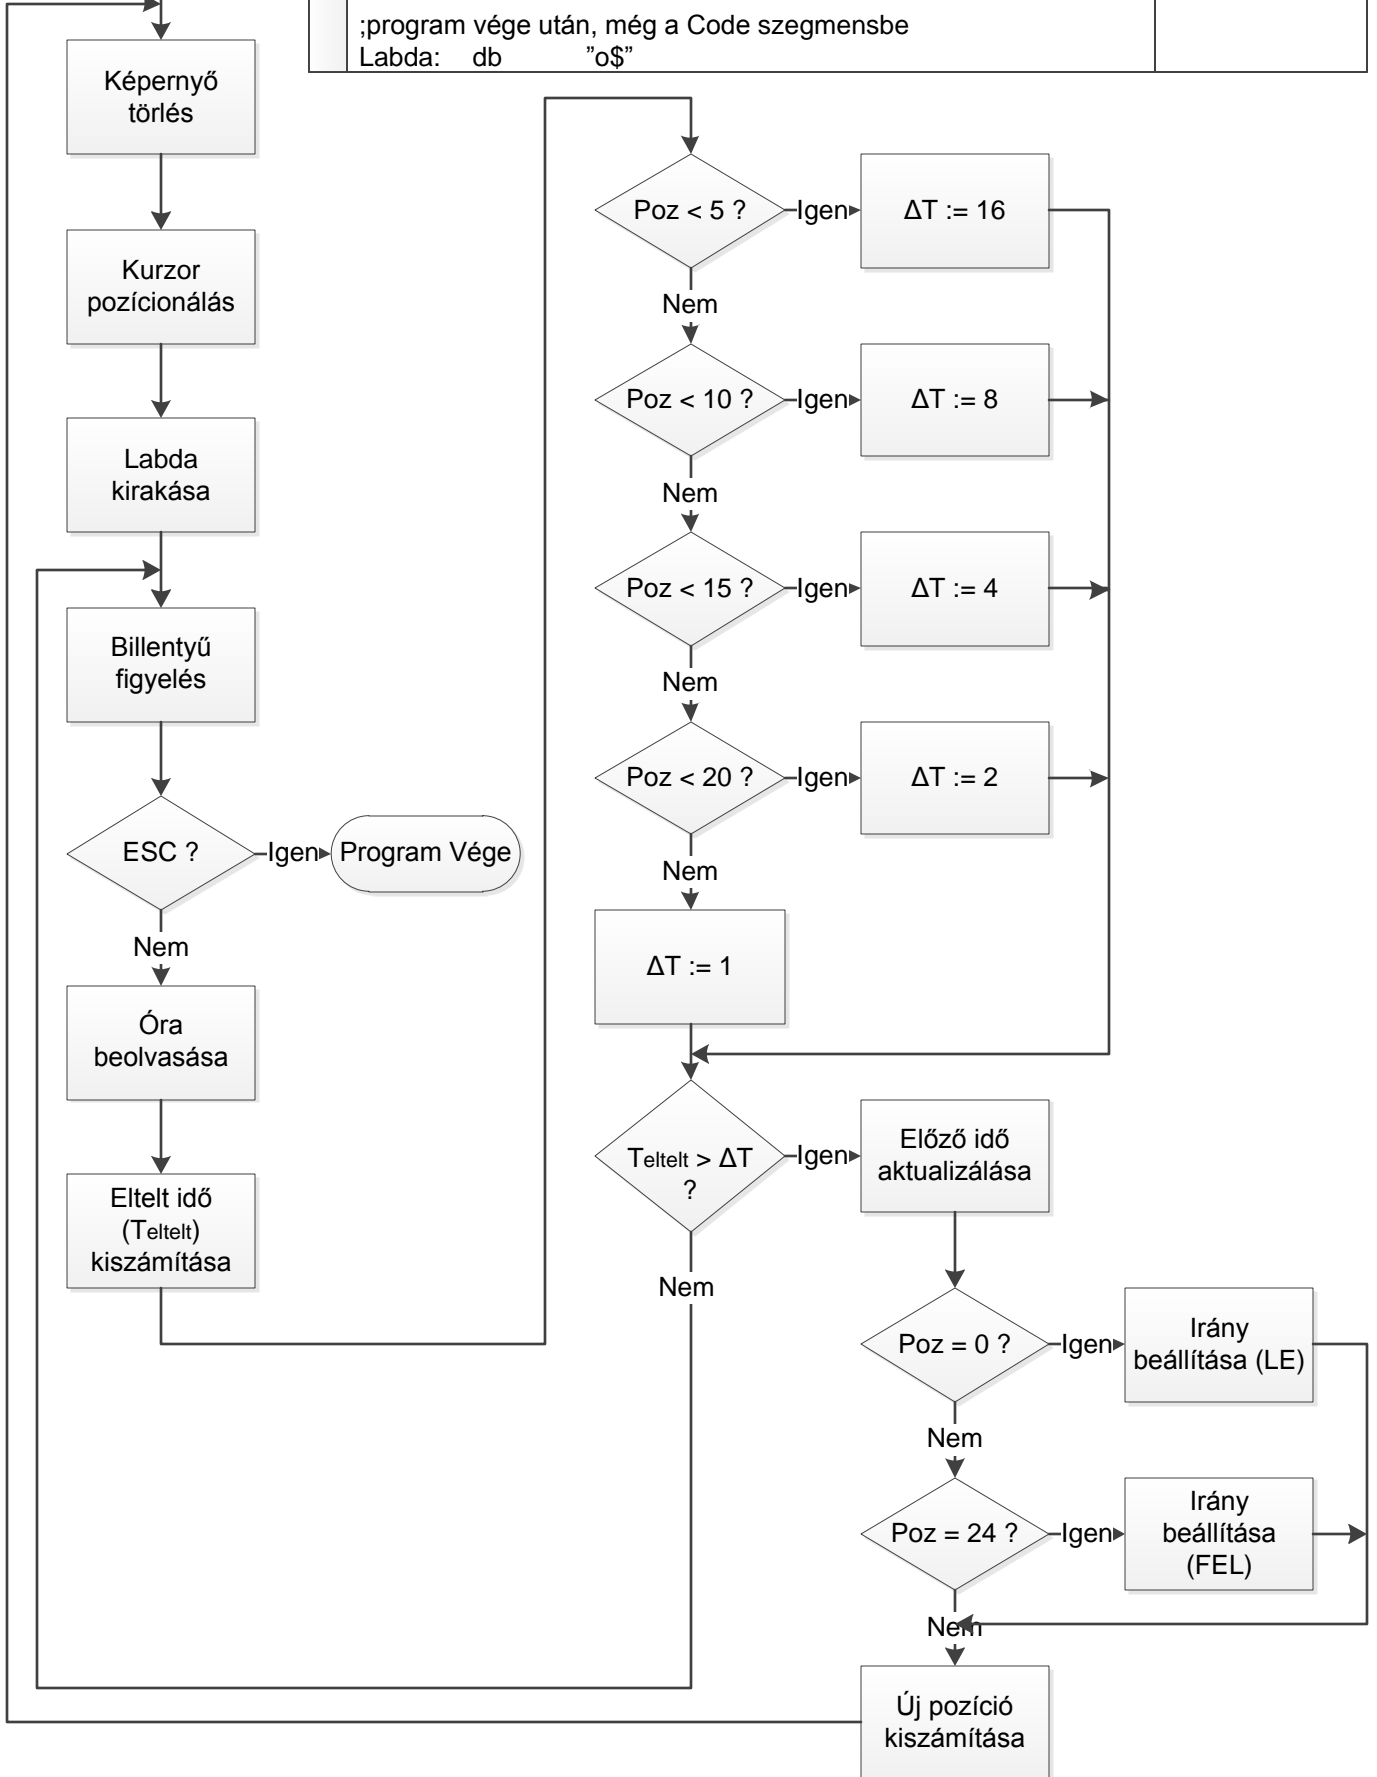 ;program vége után, még a Code szegmensbe
Labda: db ”o$”
Képernyő
törlés
Kurzor
pozícionálás
Labda
kirakása
Billentyű
figyelés
ESC ?
Igen
Program Vége
Nem
Óra
beolvasása
Eltelt idő
(Teltelt)
kiszámítása
Poz < 5 ?
Igen
ΔT := 16
Nem
Poz < 10 ?
Igen
ΔT := 8
Nem
Poz < 15 ?
Igen
ΔT := 4
Nem
Poz < 20 ?
Igen
ΔT := 2
Nem
ΔT := 1
Teltelt > ΔT
?
Igen
Előző idő
aktualizálása
Nem
Poz = 0 ?
Igen
Irány
beállítása (LE)
Nem
Poz = 24 ?
Igen
Irány
beállítása
(FEL)
Nem
Új pozíció
kiszámítása